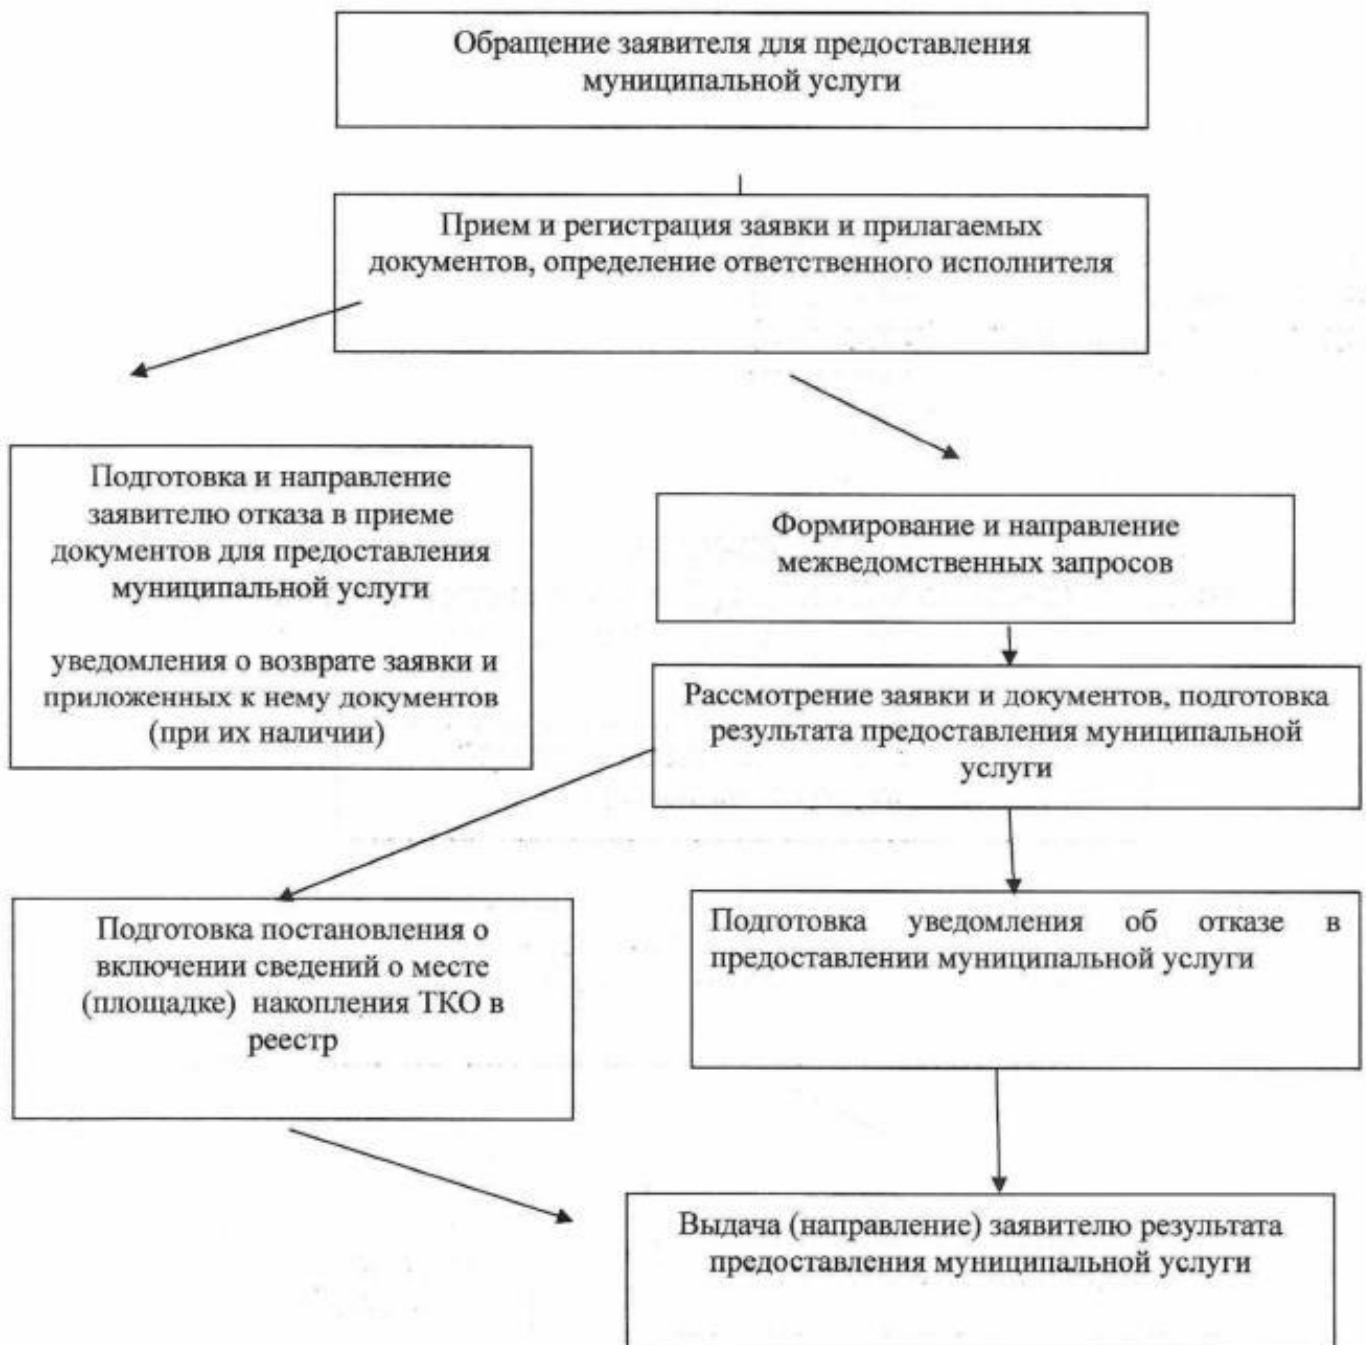 Обращение заявителя для предоставления
муниципальной услуги
Прием и регистрация заявки и прилагаемых
документов, определение ответственного исполнителя
Подготовка и направление
заявителю отказа в приеме
документов для предоставления
муниципальной услуги
уведомления о возврате заявки и
приложенных к нему документов
(при их наличии)
Формирование и направление
межведомственных запросов
Рассмотрение заявки и документов, подготовка
результата предоставления муниципальной
услуги
Подготовка постановления о
включении сведений о месте
(площадке) накопления ТКО в
реестр
Подготовка уведомления об отказе в
предоставлении муниципальной услуги
Выдача (направление) заявителю результата
предоставления муниципальной услуги